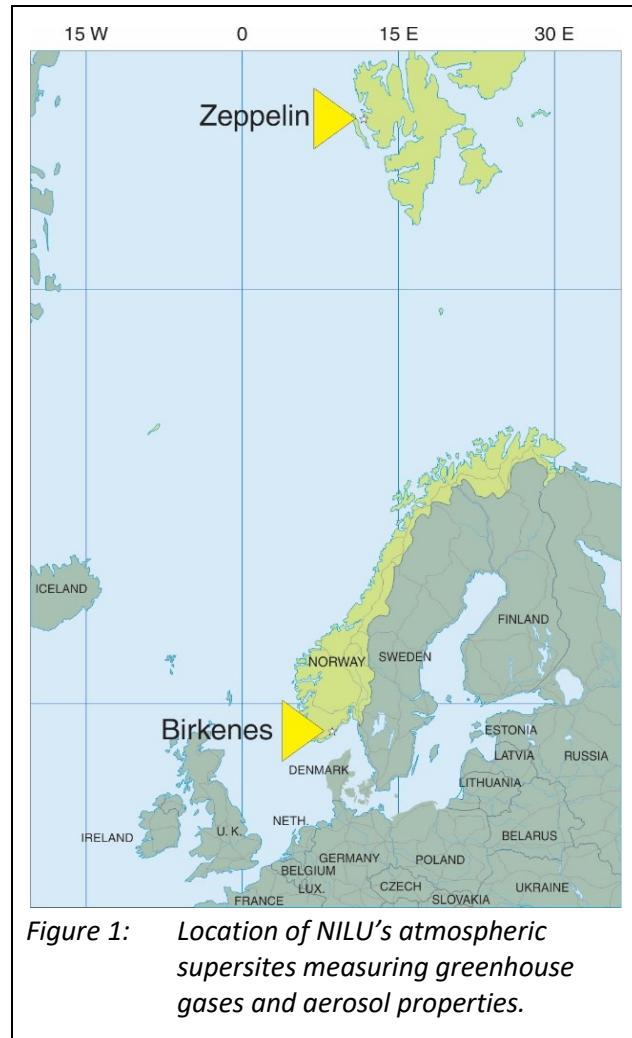 15 W 0 15 E 30 E
Zeppelin
ICELAND
FINLAND
NORWAY SWEDEN
Birkenes
ESTONIA
LATVIA RUSSIA
DENMARK
LITHUANIA
NETH.
IRELAND U. K. BELARUS
GERMANY POLAND
BELGIUM
LUX. CZECH UKRAINE
FRANCE SLOVAKIA
Figure 1: Location of NILU's atmospheric
supersites measuring greenhouse
gases and aerosol properties.